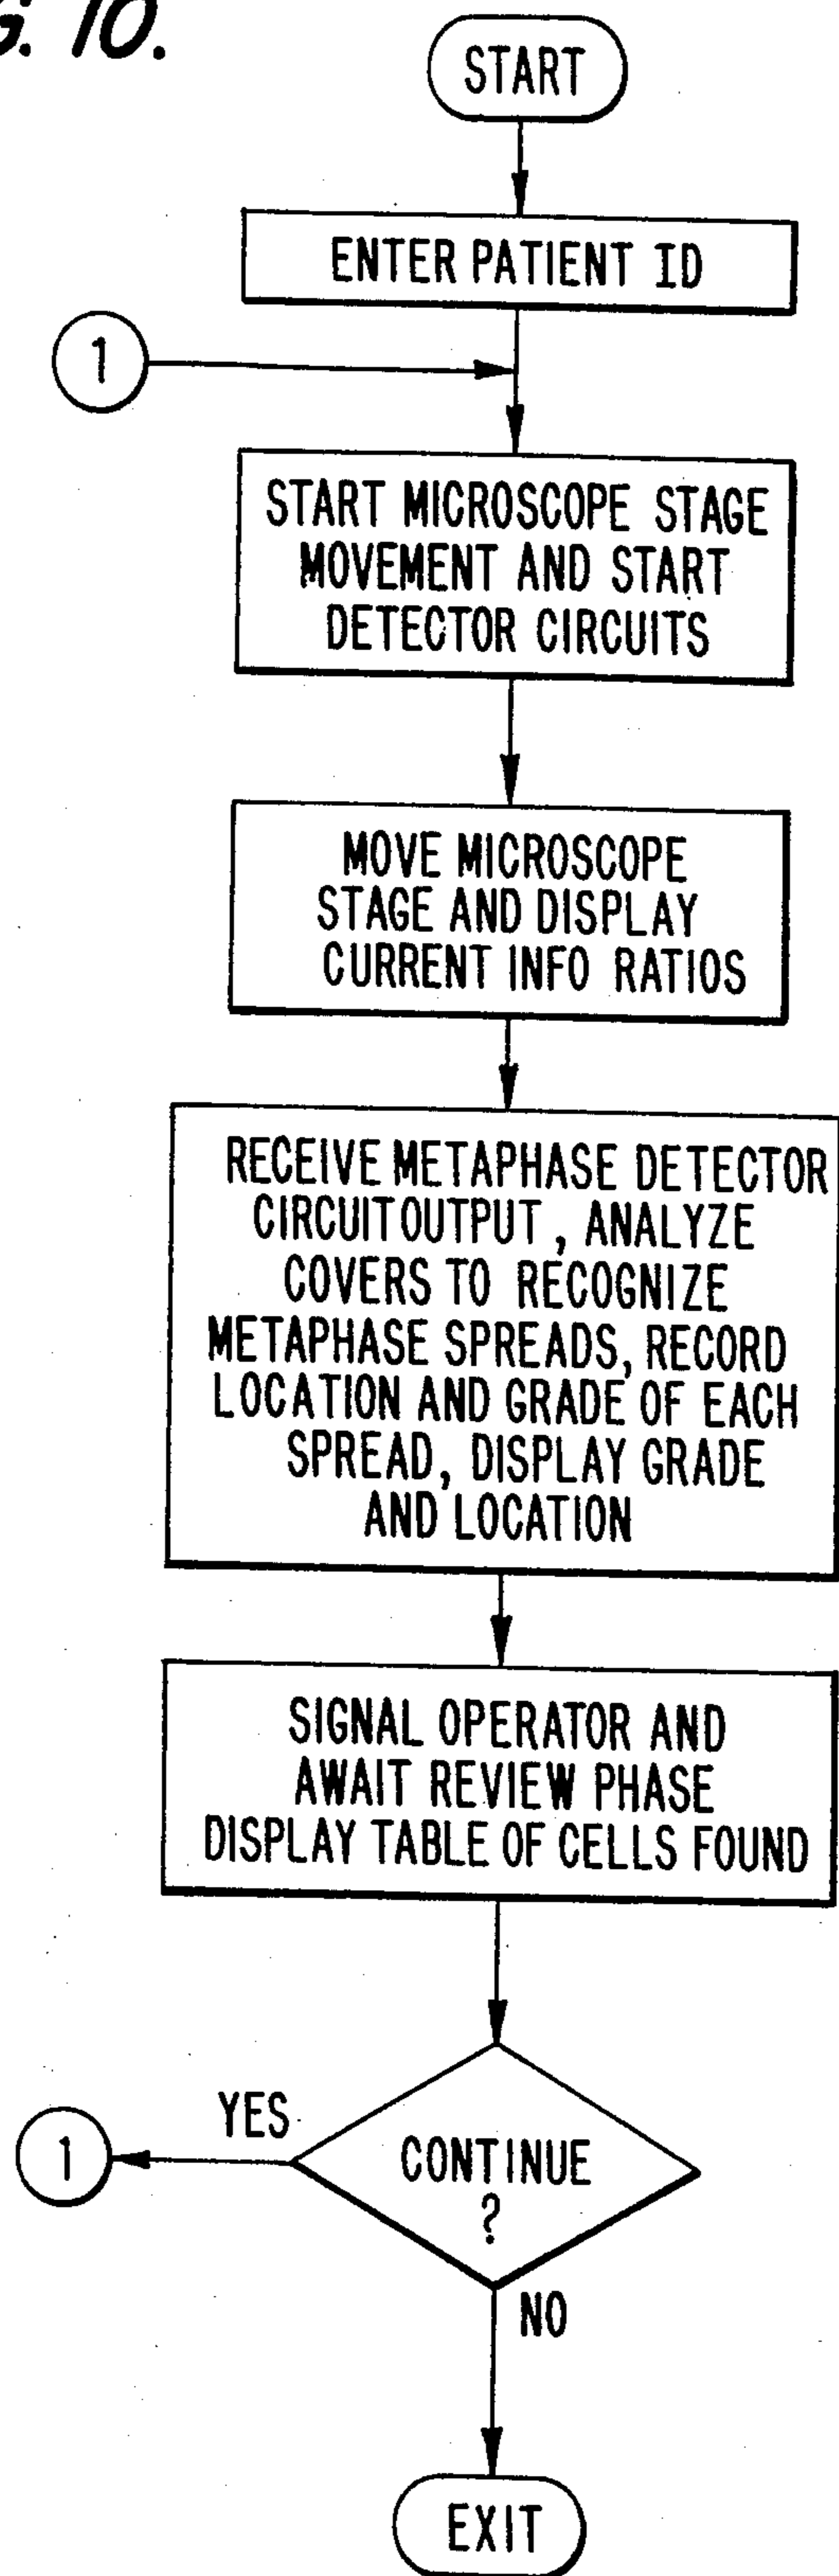 G. 10.
START
ENTER PATIENT ID
1
START MICROSCOPE STAGE
MOVEMENT AND START
DETECTOR CIRCUITS
MOVE MICROSCOPE
STAGE AND DISPLAY
CURRENT INFO RATIOS
RECEIVE METAPHASE DETECTOR
CIRCUIT OUTPUT, ANALYZE
COVERS TO RECOGNIZE
METAPHASE SPREADS, RECORD
LOCATION AND GRADE OF EACH
SPREAD, DISPLAY GRADE
AND LOCATION
SIGNAL OPERATOR AND
AWAIT REVIEW PHASE
DISPLAY TABLE OF CELLS FOUND
YES
1
CONTINUE
?
NO
EXIT